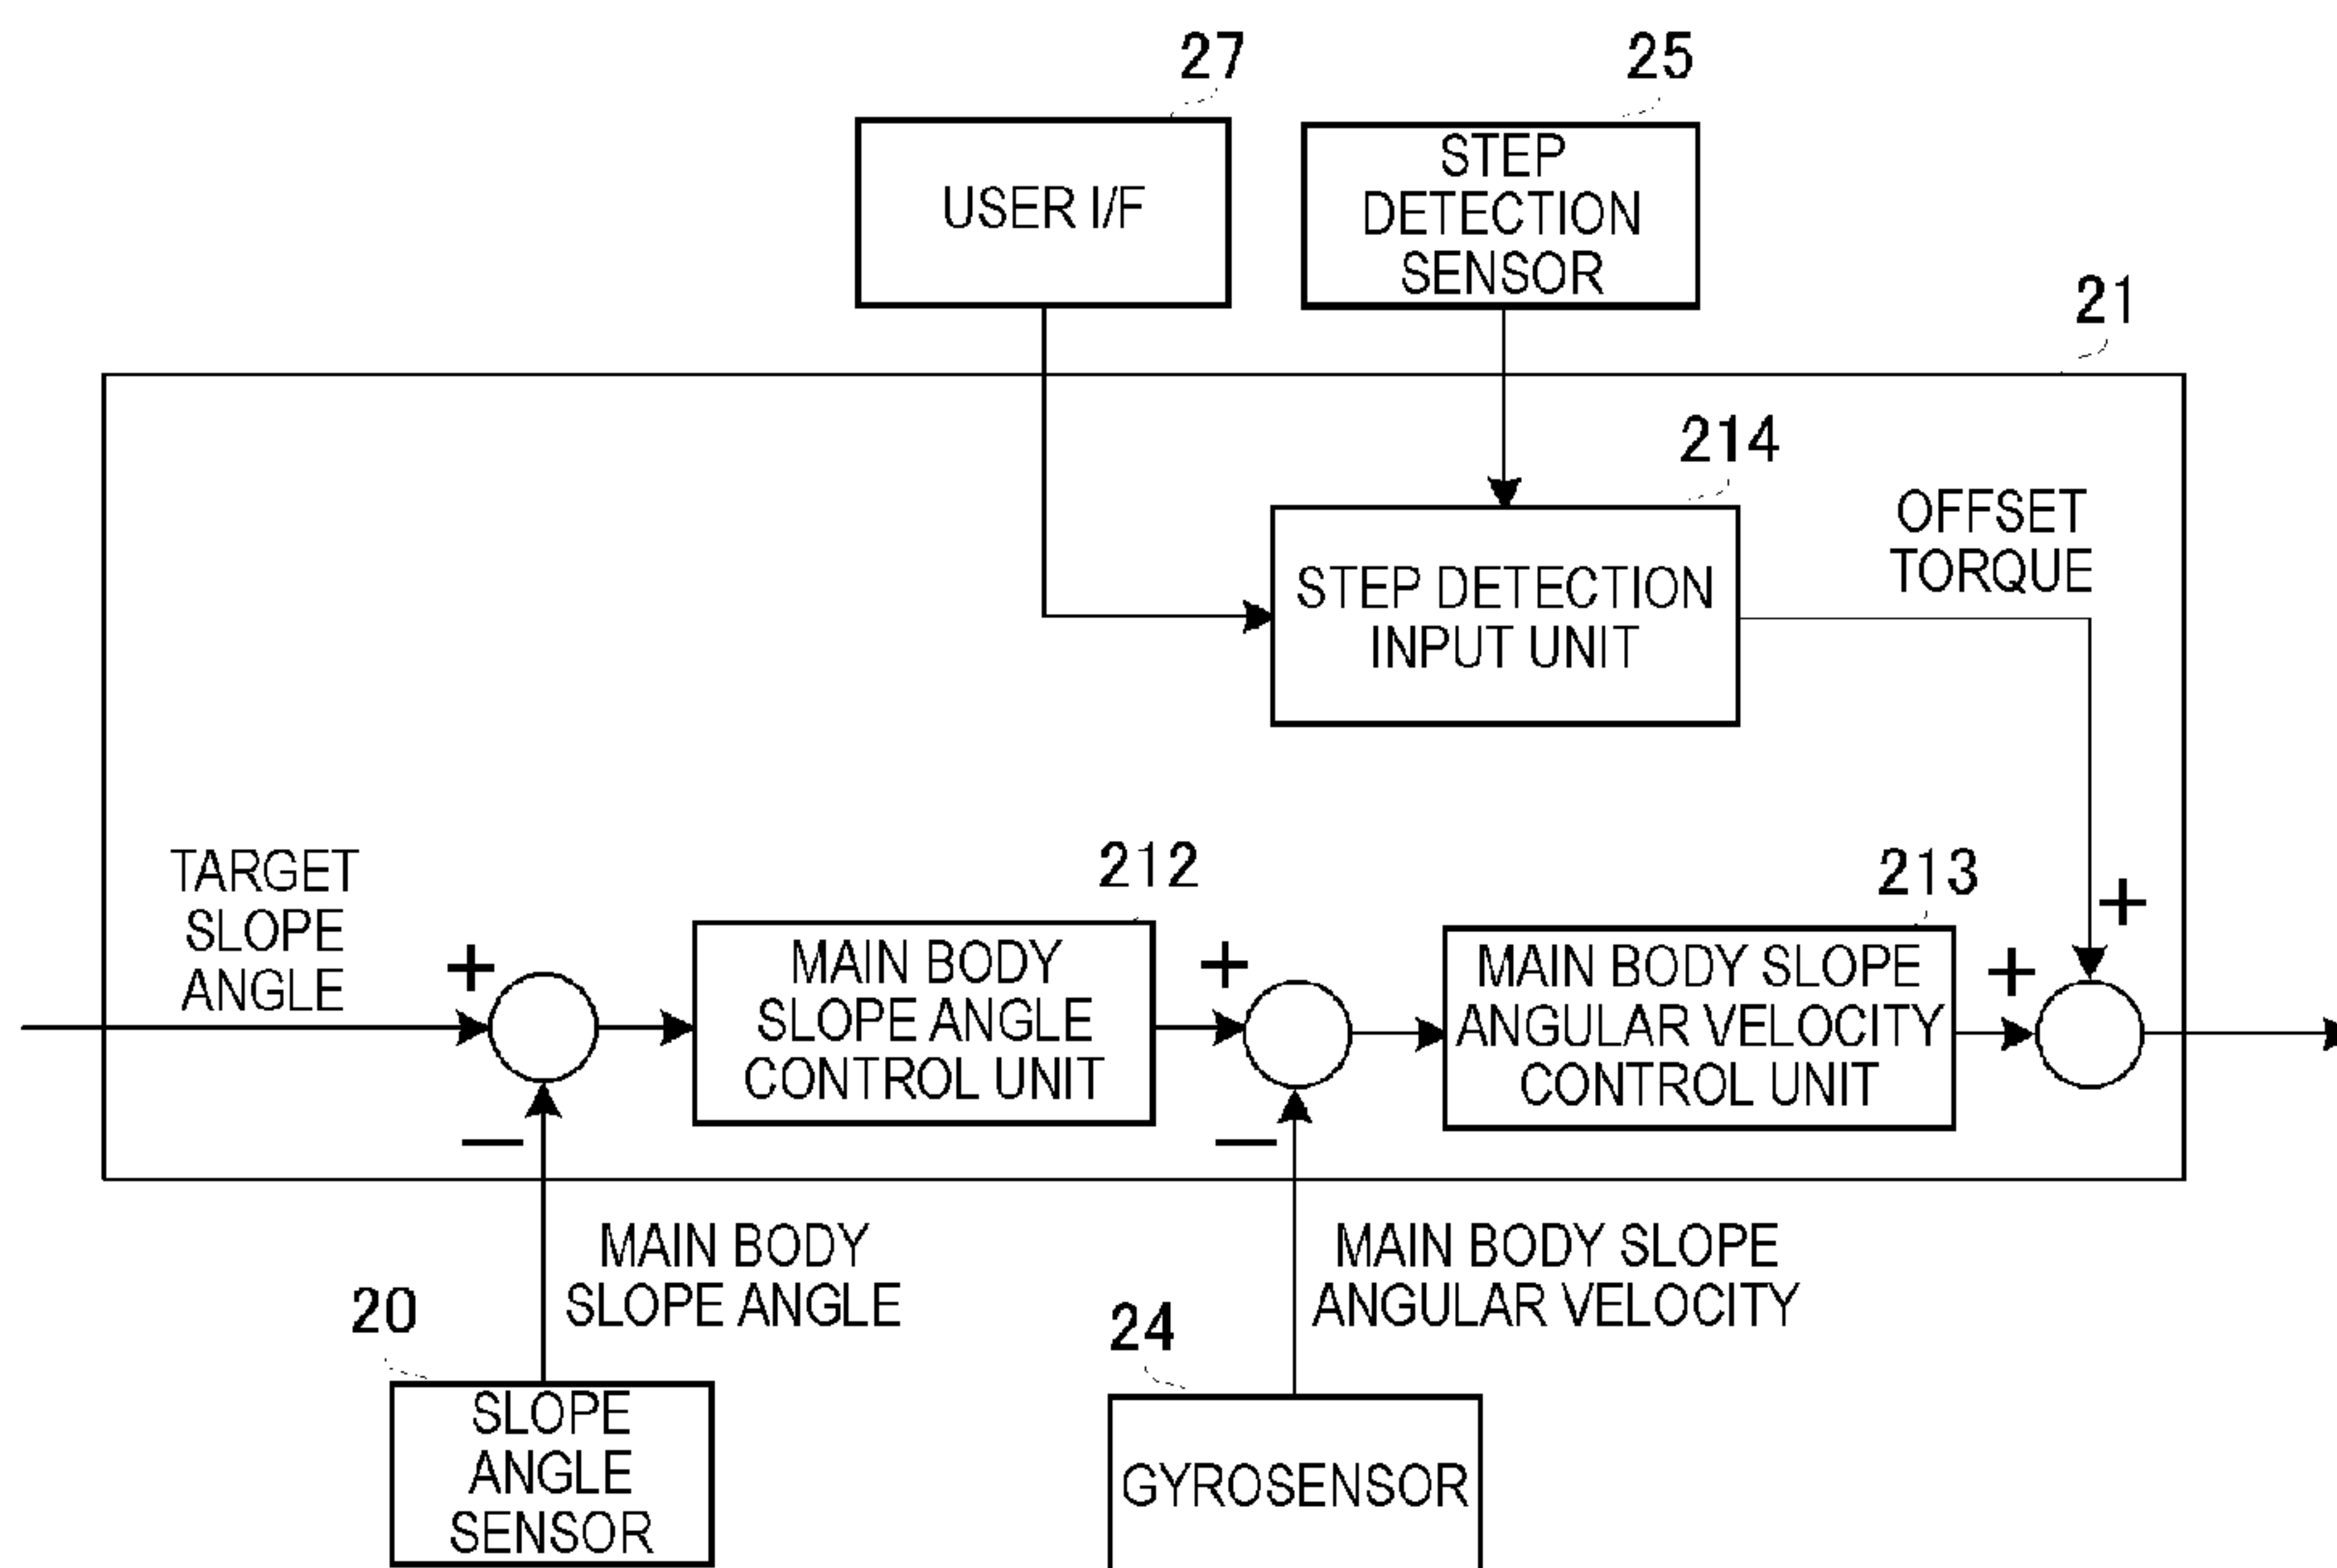 27
25
USER I/F
STEP
DETECTION
SENSOR
21
214
OFFSET
TORQUE
STEP DETECTION
INPUT UNIT
TARGET
SLOPE
ANGLE
212
213
+
+
+
+
MAIN BODY
SLOPE ANGLE
CONTROL UNIT
MAIN BODY SLOPE
ANGULAR VELOCITY
CONTROL UNIT
—
—
MAIN BODY
SLOPE ANGLE
MAIN BODY SLOPE
ANGULAR VELOCITY
20
24
SLOPE
ANGLE
SENSOR
GYROSENSOR